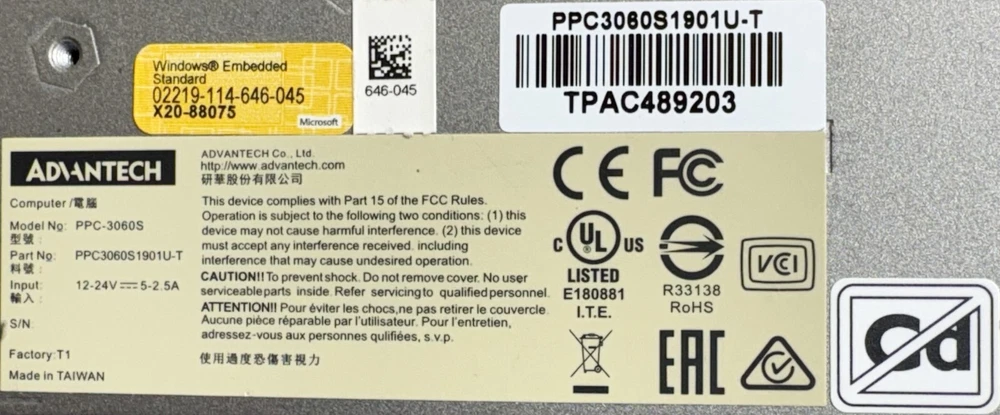 Windows® Embedded
Standard
02219-114-646-045
X20-88075
Microsoft
646-045
PPC3060S1901U-T
TPAC489203
ADVANTECH
Computer /電腦
Model No: PPC-3060S
型號 :
Part No: PPC3060S1901U-T
料號 :
Input: 12-24V⎓5-2.5A
輸入 :
S/N:
Factory:T1
Made in TAIWAN
ADVANTECH Co., Ltd.
http://www.advantech.com
研華股份有限公司
This device complies with Part 15 of the FCC Rules.
Operation is subject to the following two conditions: (1) this
device may not cause harmful interference. (2) this device
must accept any interference received. including
interference that may cause undesired operation.
CAUTION!! To prevent shock. Do not remove cover. No user
serviceable parts inside. Refer servicing to qualified personnel.
ATTENTION!! Pour éviter les chocs,ne pas retirer le couvercle.
Aucune pièce réparable par l'utilisateur. Pour l'entretien,
adressez-vous aux personnes qulifiées, s.v.p.
使用過度恐傷害視力
CE FC
C UL US
®
LISTED
E180881
I.T.E.
R33138
RoHS
VCCI
EAC
Pb